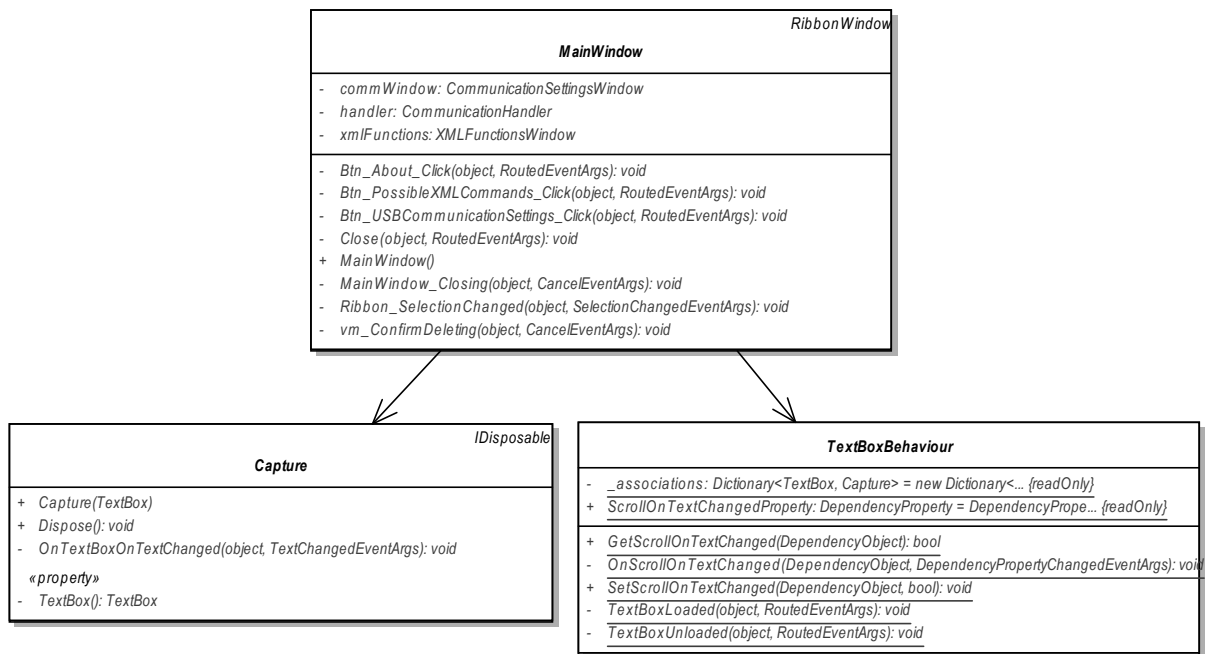 RibbonWindow
MainWindow
- commWindow: CommunicationSettingsWindow
- handler: CommunicationHandler
- xmlFunctions: XMLFunctionsWindow
- Btn_About_Click(object, RoutedEventArgs): void
- Btn_PossibleXMLCommands_Click(object, RoutedEventArgs): void
- Btn_USBCommunicationSettings_Click(object, RoutedEventArgs): void
- Close(object, RoutedEventArgs): void
+ MainWindow()
- MainWindow_Closing(object, CancelEventArgs): void
- Ribbon_SelectionChanged(object, SelectionChangedEventArgs): void
- vm_ConfirmDeleting(object, CancelEventArgs): void
IDisposable
Capture
+ Capture(TextBox)
+ Dispose(): void
- OnTextBoxOnTextChanged(object, TextChangedEventArgs): void
«property»
- TextBox(): TextBox
TextBoxBehaviour
- _associations: Dictionary<TextBox, Capture> = new Dictionary<... {readOnly}
+ ScrollOnTextChangedProperty: DependencyProperty = DependencyPrope... {readOnly}
+ GetScrollOnTextChanged(DependencyObject): bool
- OnScrollOnTextChanged(DependencyObject, DependencyPropertyChangedEventArgs): void
+ SetScrollOnTextChanged(DependencyObject, bool): void
- TextBoxLoaded(object, RoutedEventArgs): void
- TextBoxUnloaded(object, RoutedEventArgs): void